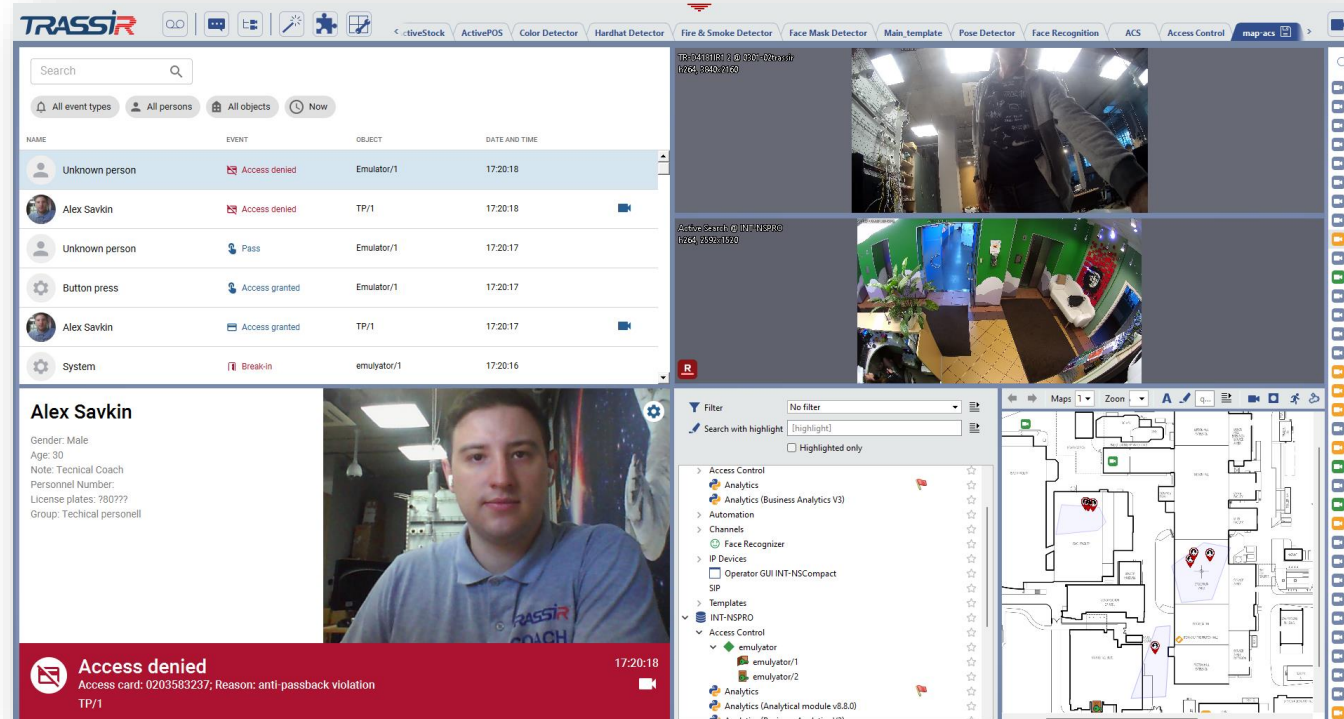 TRASSIR
ctiveStock
ActivePOS
Color Detector
Hardhat Detector
Fire & Smoke Detector
Face Mask Detector
Main_template
Pose Detector
Face Recognition
ACS
Access Control
map-acs
Search
All event types
All persons
All objects
Now
NAME EVENT OBJECT DATE AND TIME
Unknown person Access denied Emulator/1 17:20:18
Alex Savkin Access denied TP/1 17:20:18
Unknown person Pass Emulator/1 17:20:17
Button press Access granted Emulator/1 17:20:17
Alex Savkin Access granted TP/1 17:20:17
System Break-in emulyator/1 17:20:16
h264, 3840x2160
Active Search @ INT-NSPRO
h264, 2592x1520
R
Alex Savkin
Gender: Male
Age: 30
Note: Tecnical Coach
Personnel Number:
License plates: ?80???
Group: Techical personell
TRASSIR
COACH
Access denied 17:20:18
Access card: 0203583237; Reason: anti-passback violation
TP/1
Filter No filter
Search with highlight [highlight]
Highlighted only
Access Control
Analytics
Analytics (Business Analytics V3)
Automation
Channels
Face Recognizer
IP Devices
Operator GUI INT-NSCompact
SIP
Templates
INT-NSPRO
Access Control
emulyator
emulyator/1
emulyator/2
Analytics
Analytics (Analytical module v8.8.0)
Maps 1 Zoon A q...